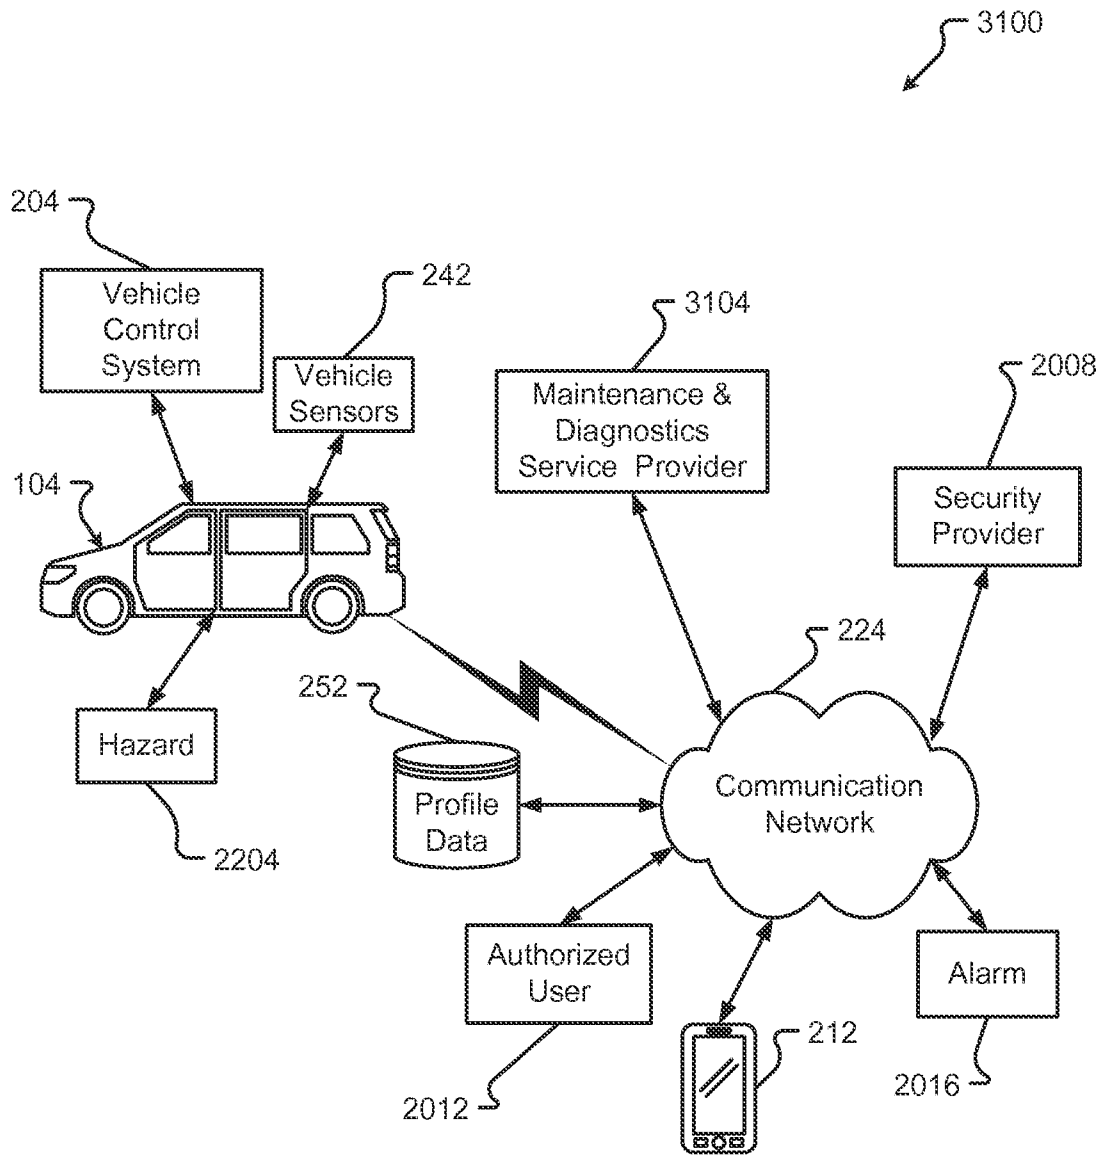 3100
204
Vehicle
Control
System
242
Vehicle
Sensors
3104
Maintenance &
Diagnostics
Service Provider
2008
Security
Provider
104
224
252
Hazard
2204
Profile
Data
Communication
Network
Authorized
User
2012
212
Alarm
2016